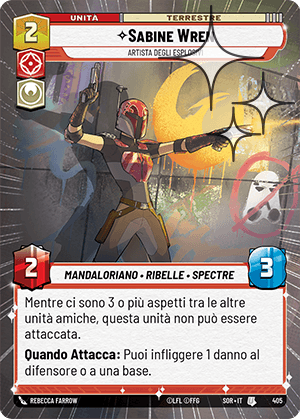 2
UNITÀ
TERRESTRE
SABINE WREN
ARTISTA DEGLI
2
3
MANDALORIANO • RIBELLE • SPECTRE
Mentre ci sono 3 o più aspetti tra le altre
unità amiche, questa unità non può essere
attaccata.
Quando Attacca: Puoi infliggere 1 danno al
difensore o a una base.
REBECCA FARROW
©LFL ©FFG
SOR • IT
405